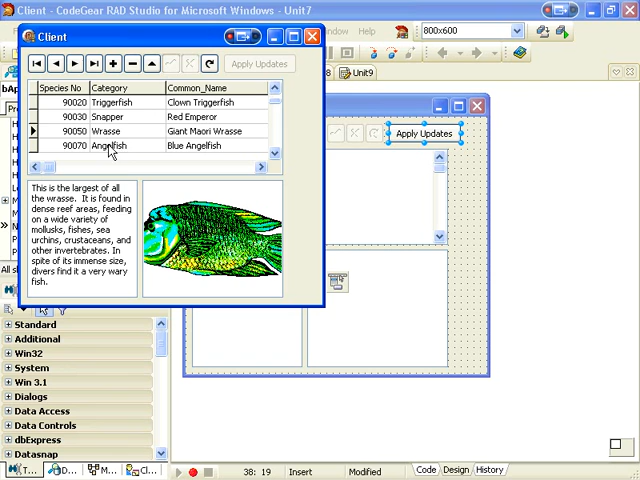 Client - CodeGear RAD Studio for Microsoft Windows - Unit7
Help
800x600
Client
Apply Updates
Species No Category Common_Name
90020 Triggerfish Clown Triggerfish
90030 Snapper Red Emperor
90050 Wrasse Giant Maori Wrasse
90070 Angelfish Blue Angelfish
This is the largest of all
the wrasse. It is found in
dense reef areas, feeding
on a wide variety of
mollusks, fishes, sea
urchins, crustaceans, and
other invertebrates. In
spite of its immense size,
divers find it a very wary
fish.
Unit9
Apply Updates
Standard
Additional
Win32
System
Win 3.1
Dialogs
Data Access
Data Controls
dbExpress
Datasnap
T... D... M... Cl...
38: 19 Insert Modified Code Design History